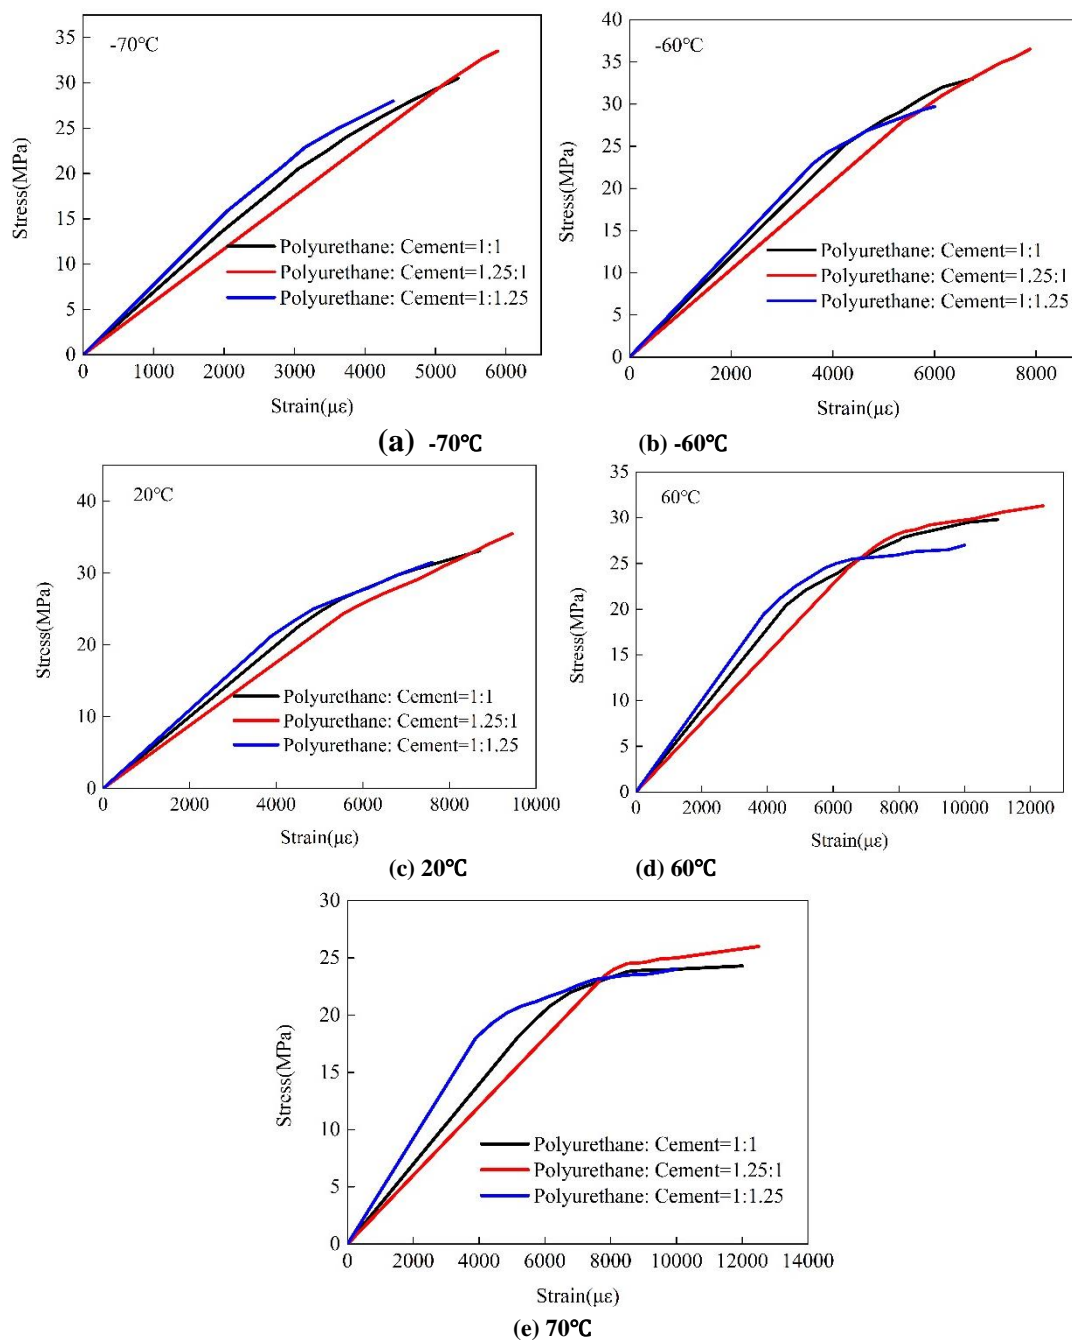 -70℃
Stress(MPa)
35
30
25
20
15
10
5
0
Polyurethane: Cement=1:1
Polyurethane: Cement=1.25:1
Polyurethane: Cement=1:1.25
0 1000 2000 3000 4000 5000 6000
Strain(με)
(a) -70℃
-60℃
Stress(MPa)
40
35
30
25
20
15
10
5
0
Polyurethane: Cement=1:1
Polyurethane: Cement=1.25:1
Polyurethane: Cement=1:1.25
0 2000 4000 6000 8000
Strain(με)
(b) -60℃
20℃
Stress(MPa)
40
30
20
10
0
Polyurethane: Cement=1:1
Polyurethane: Cement=1.25:1
Polyurethane: Cement=1:1.25
0 2000 4000 6000 8000 10000
Strain(με)
(c) 20℃
60℃
Stress(MPa)
35
30
25
20
15
10
5
0
0 2000 4000 6000 8000 10000 12000
Strain(με)
(d) 60℃
Stress(MPa)
30
25
20
15
10
5
0
Polyurethane: Cement=1:1
Polyurethane: Cement=1.25:1
Polyurethane: Cement=1:1.25
0 2000 4000 6000 8000 10000 12000 14000
Strain(με)
(e) 70℃